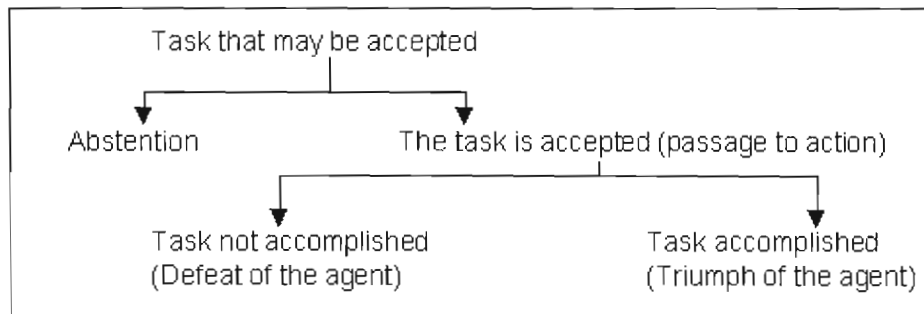 Task that may be accepted
Abstention
The task is accepted (passage to action)
Task not accomplished
(Defeat of the agent)
Task accomplished
(Triumph of the agent)